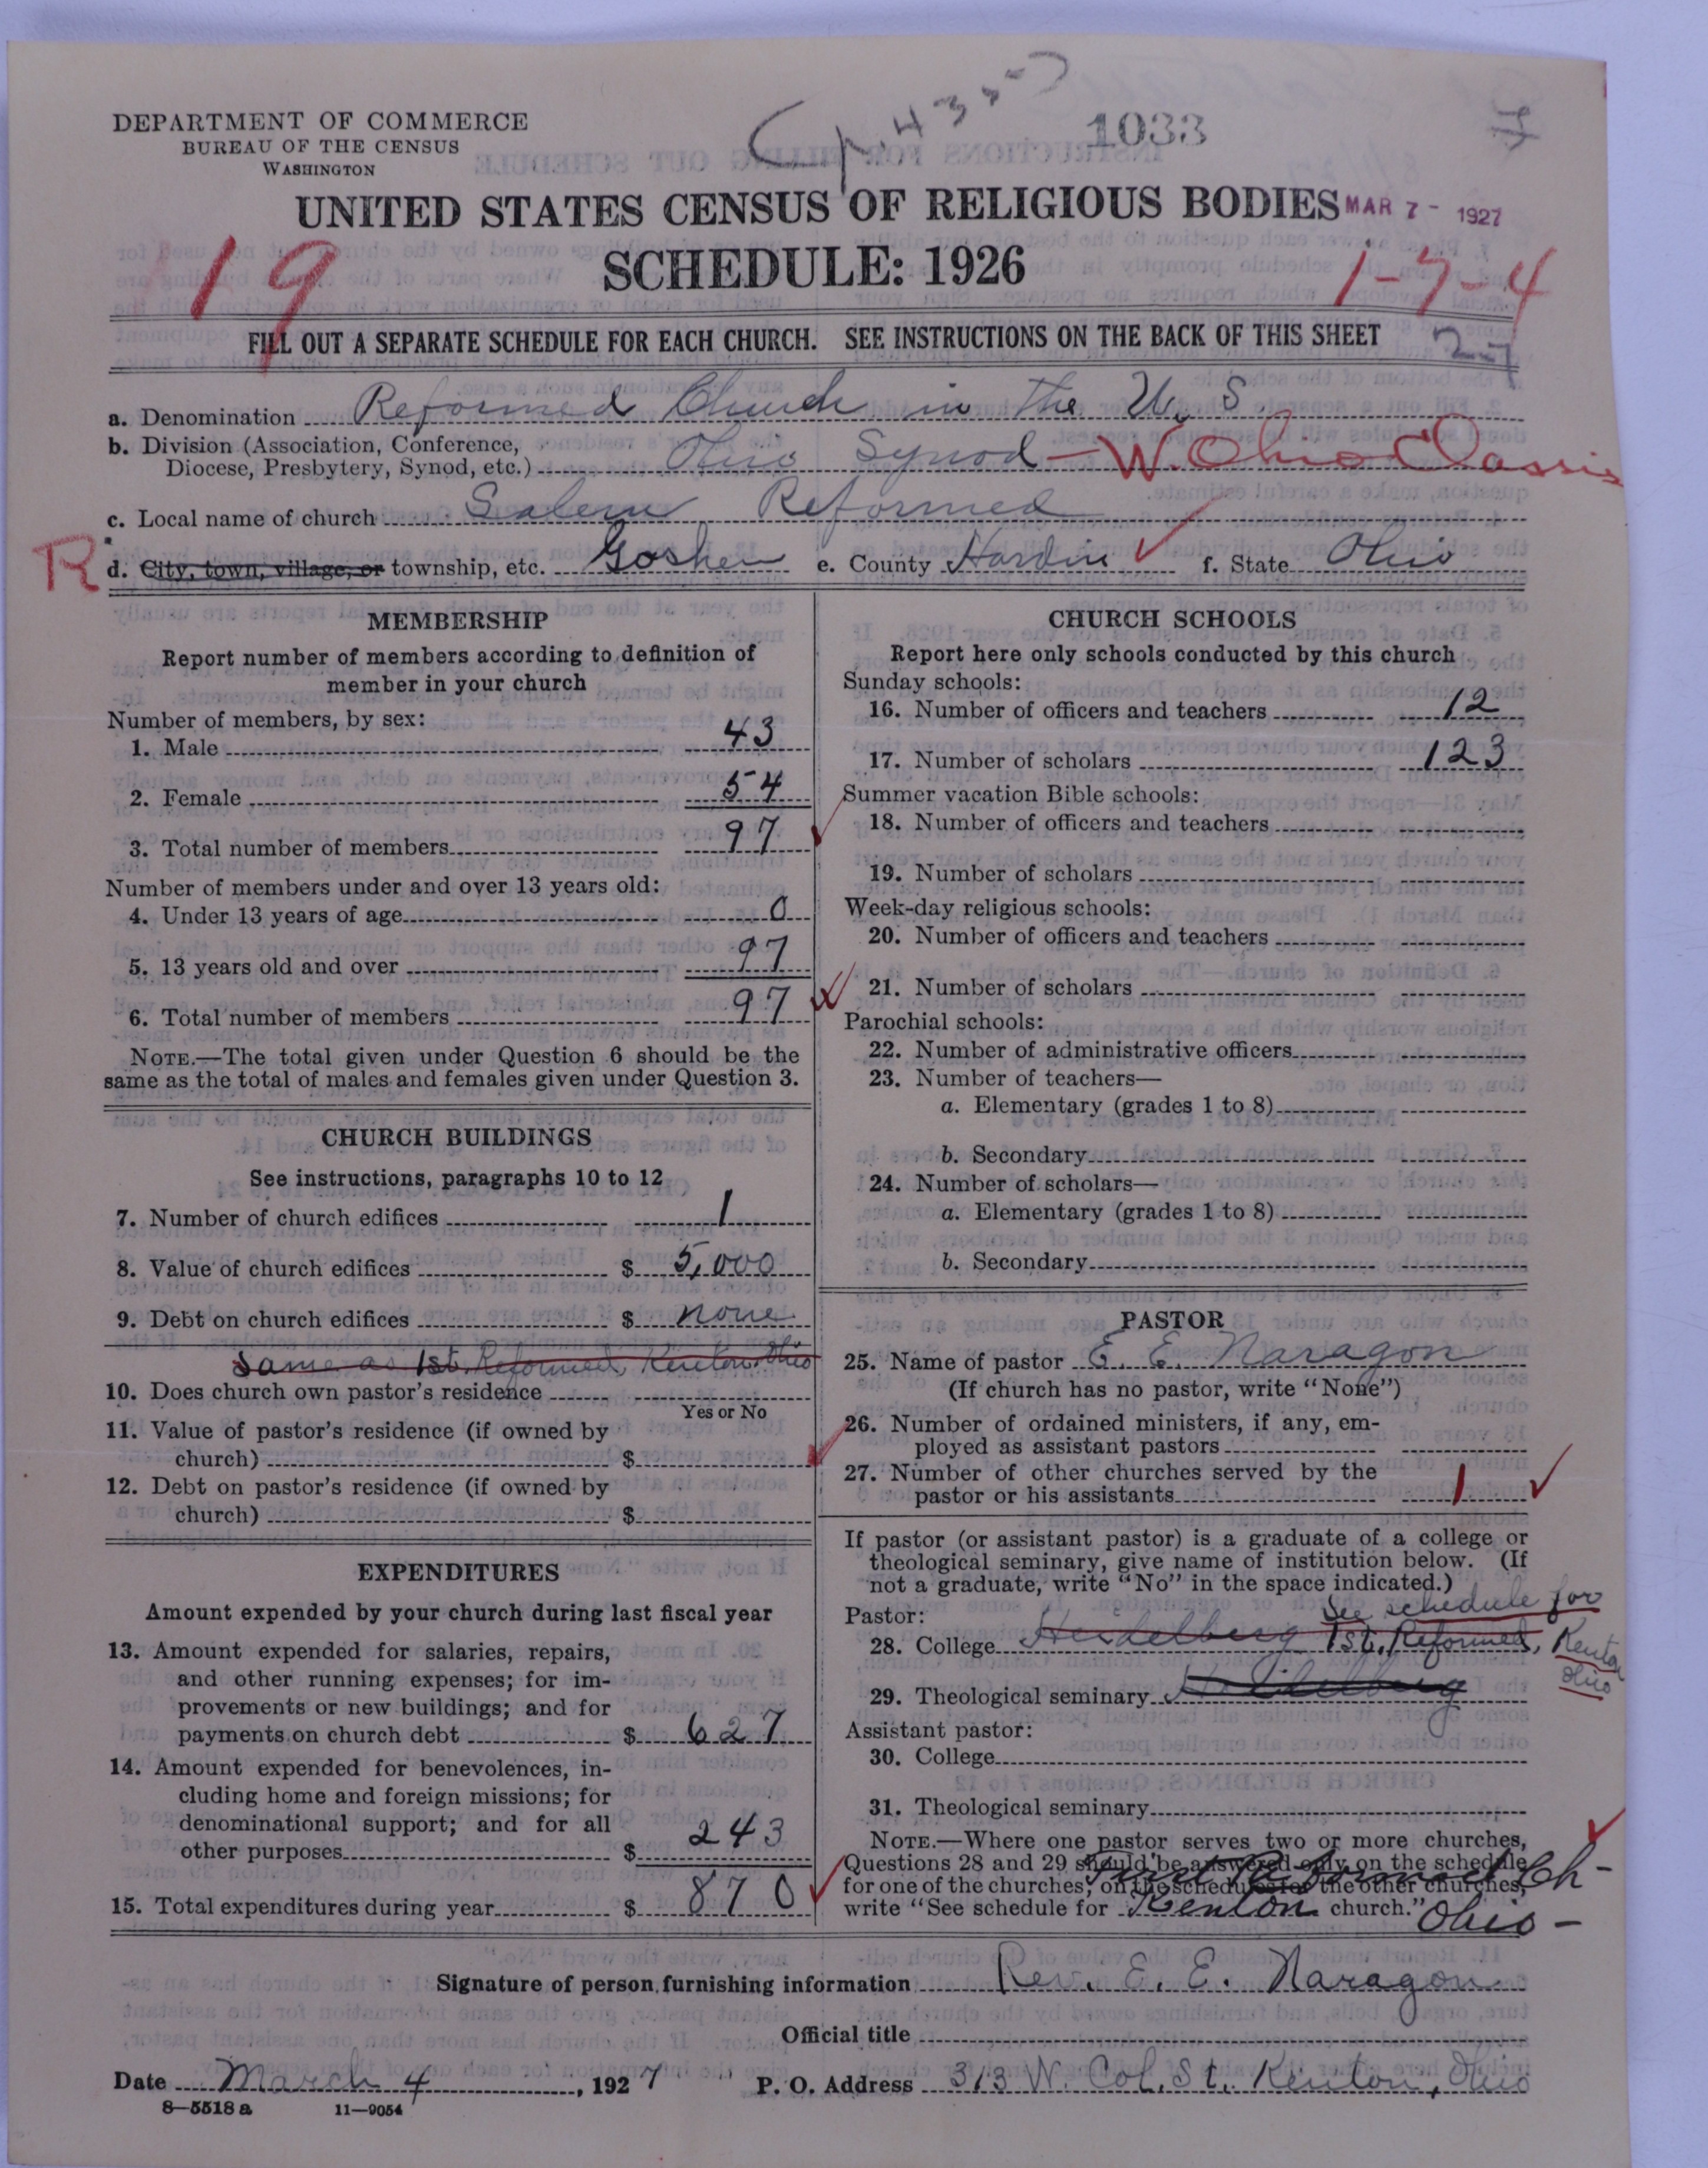 DEPARTMENT OF COMMERCE
BUREAU OF THE CENSUS
WASHINGTON
1033
UNITED STATES CENSUS OF RELIGIOUS BODIES
MAR 7 - 1927
19
SCHEDULE: 1926
1-7-4
FILL OUT A SEPARATE SCHEDULE FOR EACH CHURCH. SEE INSTRUCTIONS ON THE BACK OF THIS SHEET
a. Denomination Reformed Church in the U. S
b. Division (Association, Conference,
Diocese, Presbytery, Synod, etc.) Ohio Synod - W. Ohio Classis
c. Local name of church Salem Reformed
R d. City, town, village, or township, etc. Goshen e. County Hardin f. State Ohio
MEMBERSHIP
Report number of members according to definition of
member in your church
Number of members, by sex:
1. Male 43
2. Female 54
3. Total number of members 97
Number of members under and over 13 years old:
4. Under 13 years of age 0
5. 13 years old and over 97
6. Total number of members 97
NOTE.—The total given under Question 6 should be the
same as the total of males and females given under Question 3.
CHURCH BUILDINGS
See instructions, paragraphs 10 to 12
7. Number of church edifices 1
8. Value of church edifices $ 5,000
9. Debt on church edifices $ none
Same as 1st. Reformed, Kenton, Ohio
10. Does church own pastor's residence
Yes or No
11. Value of pastor's residence (if owned by
church) $
12. Debt on pastor's residence (if owned by
church) $
EXPENDITURES
Amount expended by your church during last fiscal year
13. Amount expended for salaries, repairs,
and other running expenses; for im-
provements or new buildings; and for
payments on church debt $ 627
14. Amount expended for benevolences, in-
cluding home and foreign missions; for
denominational support; and for all
other purposes $ 243
15. Total expenditures during year $ 870
CHURCH SCHOOLS
Report here only schools conducted by this church
Sunday schools:
16. Number of officers and teachers 12
17. Number of scholars 123
Summer vacation Bible schools:
18. Number of officers and teachers
19. Number of scholars
Week-day religious schools:
20. Number of officers and teachers
21. Number of scholars
Parochial schools:
22. Number of administrative officers
23. Number of teachers—
a. Elementary (grades 1 to 8)
b. Secondary
24. Number of scholars—
a. Elementary (grades 1 to 8)
b. Secondary
PASTOR
25. Name of pastor E. E. Naragon
(If church has no pastor, write "None")
26. Number of ordained ministers, if any, em-
ployed as assistant pastors
27. Number of other churches served by the
pastor or his assistants 1
If pastor (or assistant pastor) is a graduate of a college or
theological seminary, give name of institution below. (If
not a graduate, write "No" in the space indicated.)
See schedule for
Pastor:
28. College Heidelberg 1st. Reformed, Kenton
Ohio
29. Theological seminary Heidelberg
Assistant pastor:
30. College
31. Theological seminary
NOTE.—Where one pastor serves two or more churches,
Questions 28 and 29 should be answered only on the schedule
First Reformed Ch-
for one of the churches; on the schedules for the other churches,
write "See schedule for Kenton church." Ohio-
Signature of person furnishing information Rev. E. E. Naragon
Official title
Date March 4, 1927 P. O. Address 313 W. Col. St. Kenton, Ohio
8—5518 a 11—9054